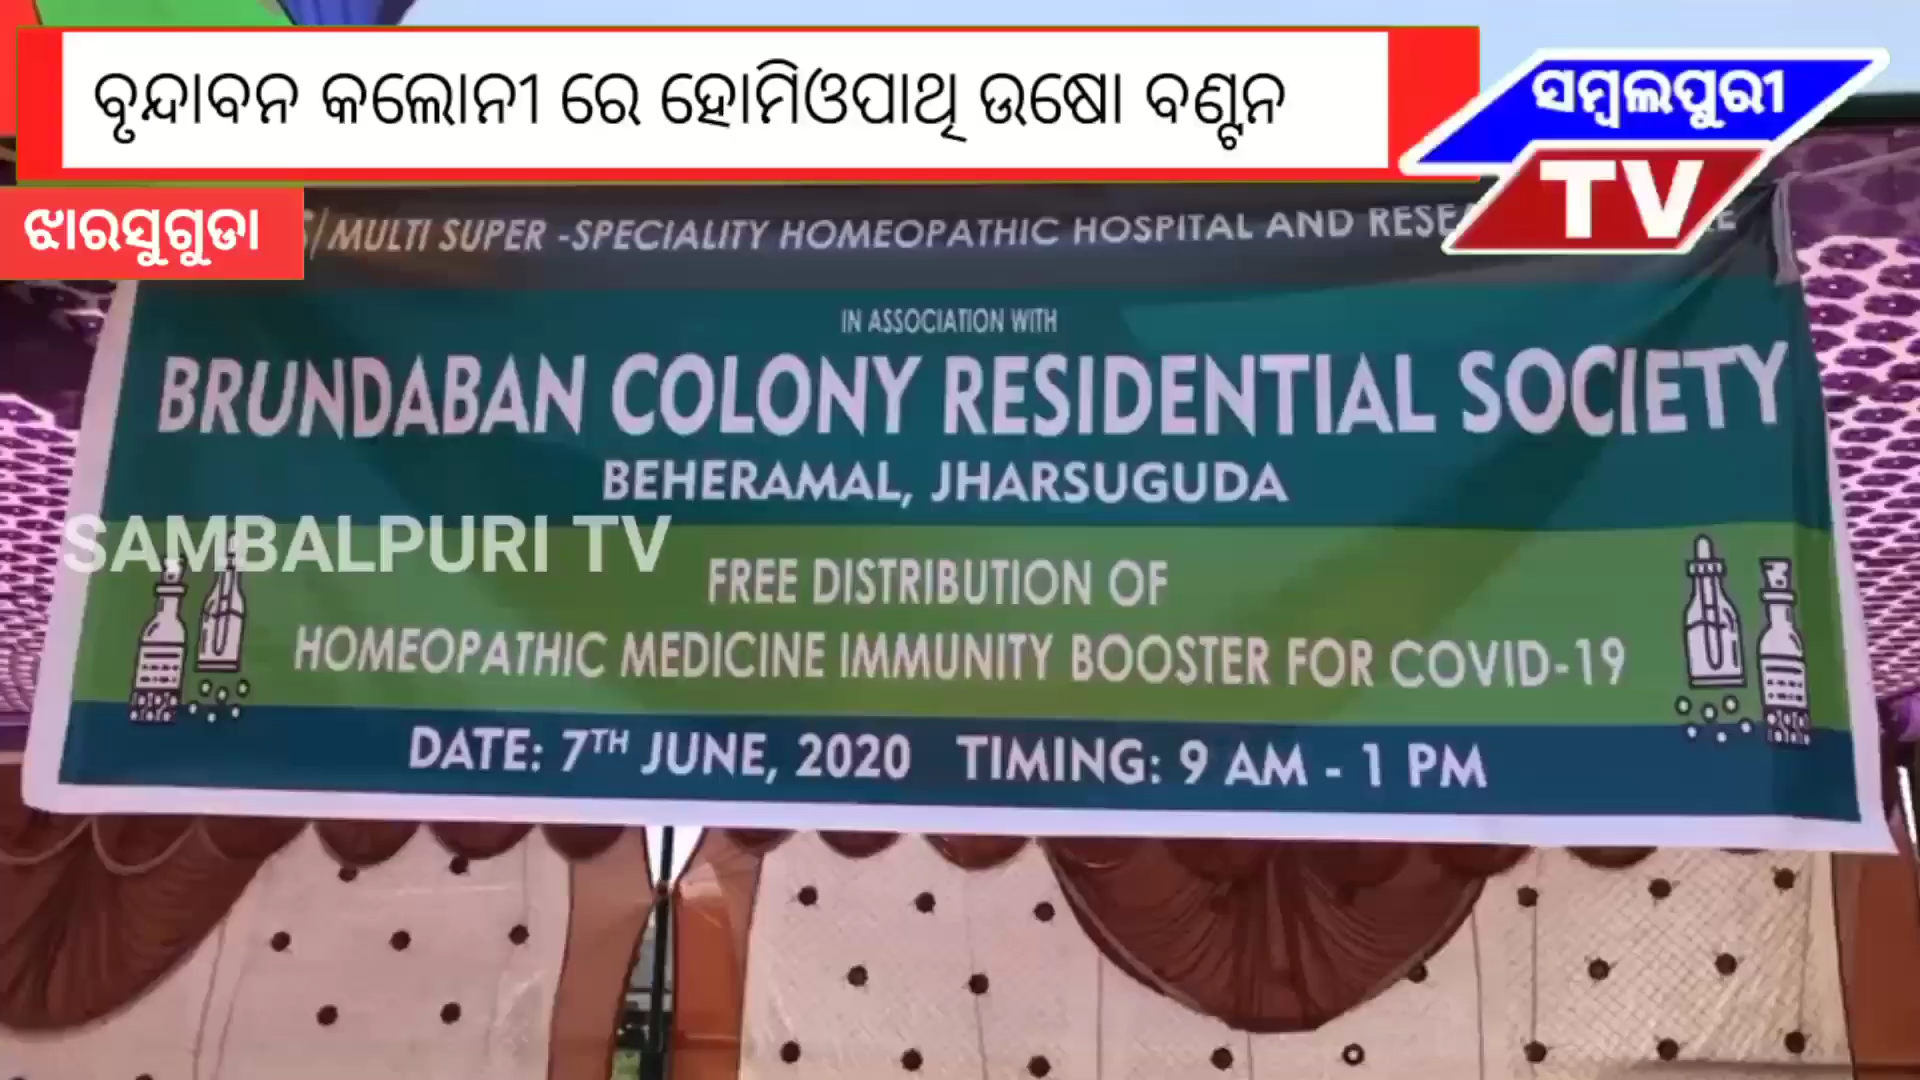 ବୃନ୍ଦାବନ କଲୋନୀ ରେ ହୋମିଓପାଥି ଉଷୋ ବଣ୍ଟନ
ସମ୍ବଲପୁରୀ
TV
ଝାରସୁଗୁଡା
MULTI SUPER -SPECIALITY HOMEOPATHIC HOSPITAL AND
IN ASSOCIATION WITH
BRUNDABAN COLONY RESIDENTIAL SOCIETY
BEHERAMAL, JHARSUGUDA
SAMBALPURI TV
FREE DISTRIBUTION OF
HOMEOPATHIC MEDICINE IMMUNITY BOOSTER FOR COVID-19
DATE: 7TH JUNE, 2020 TIMING: 9 AM - 1 PM